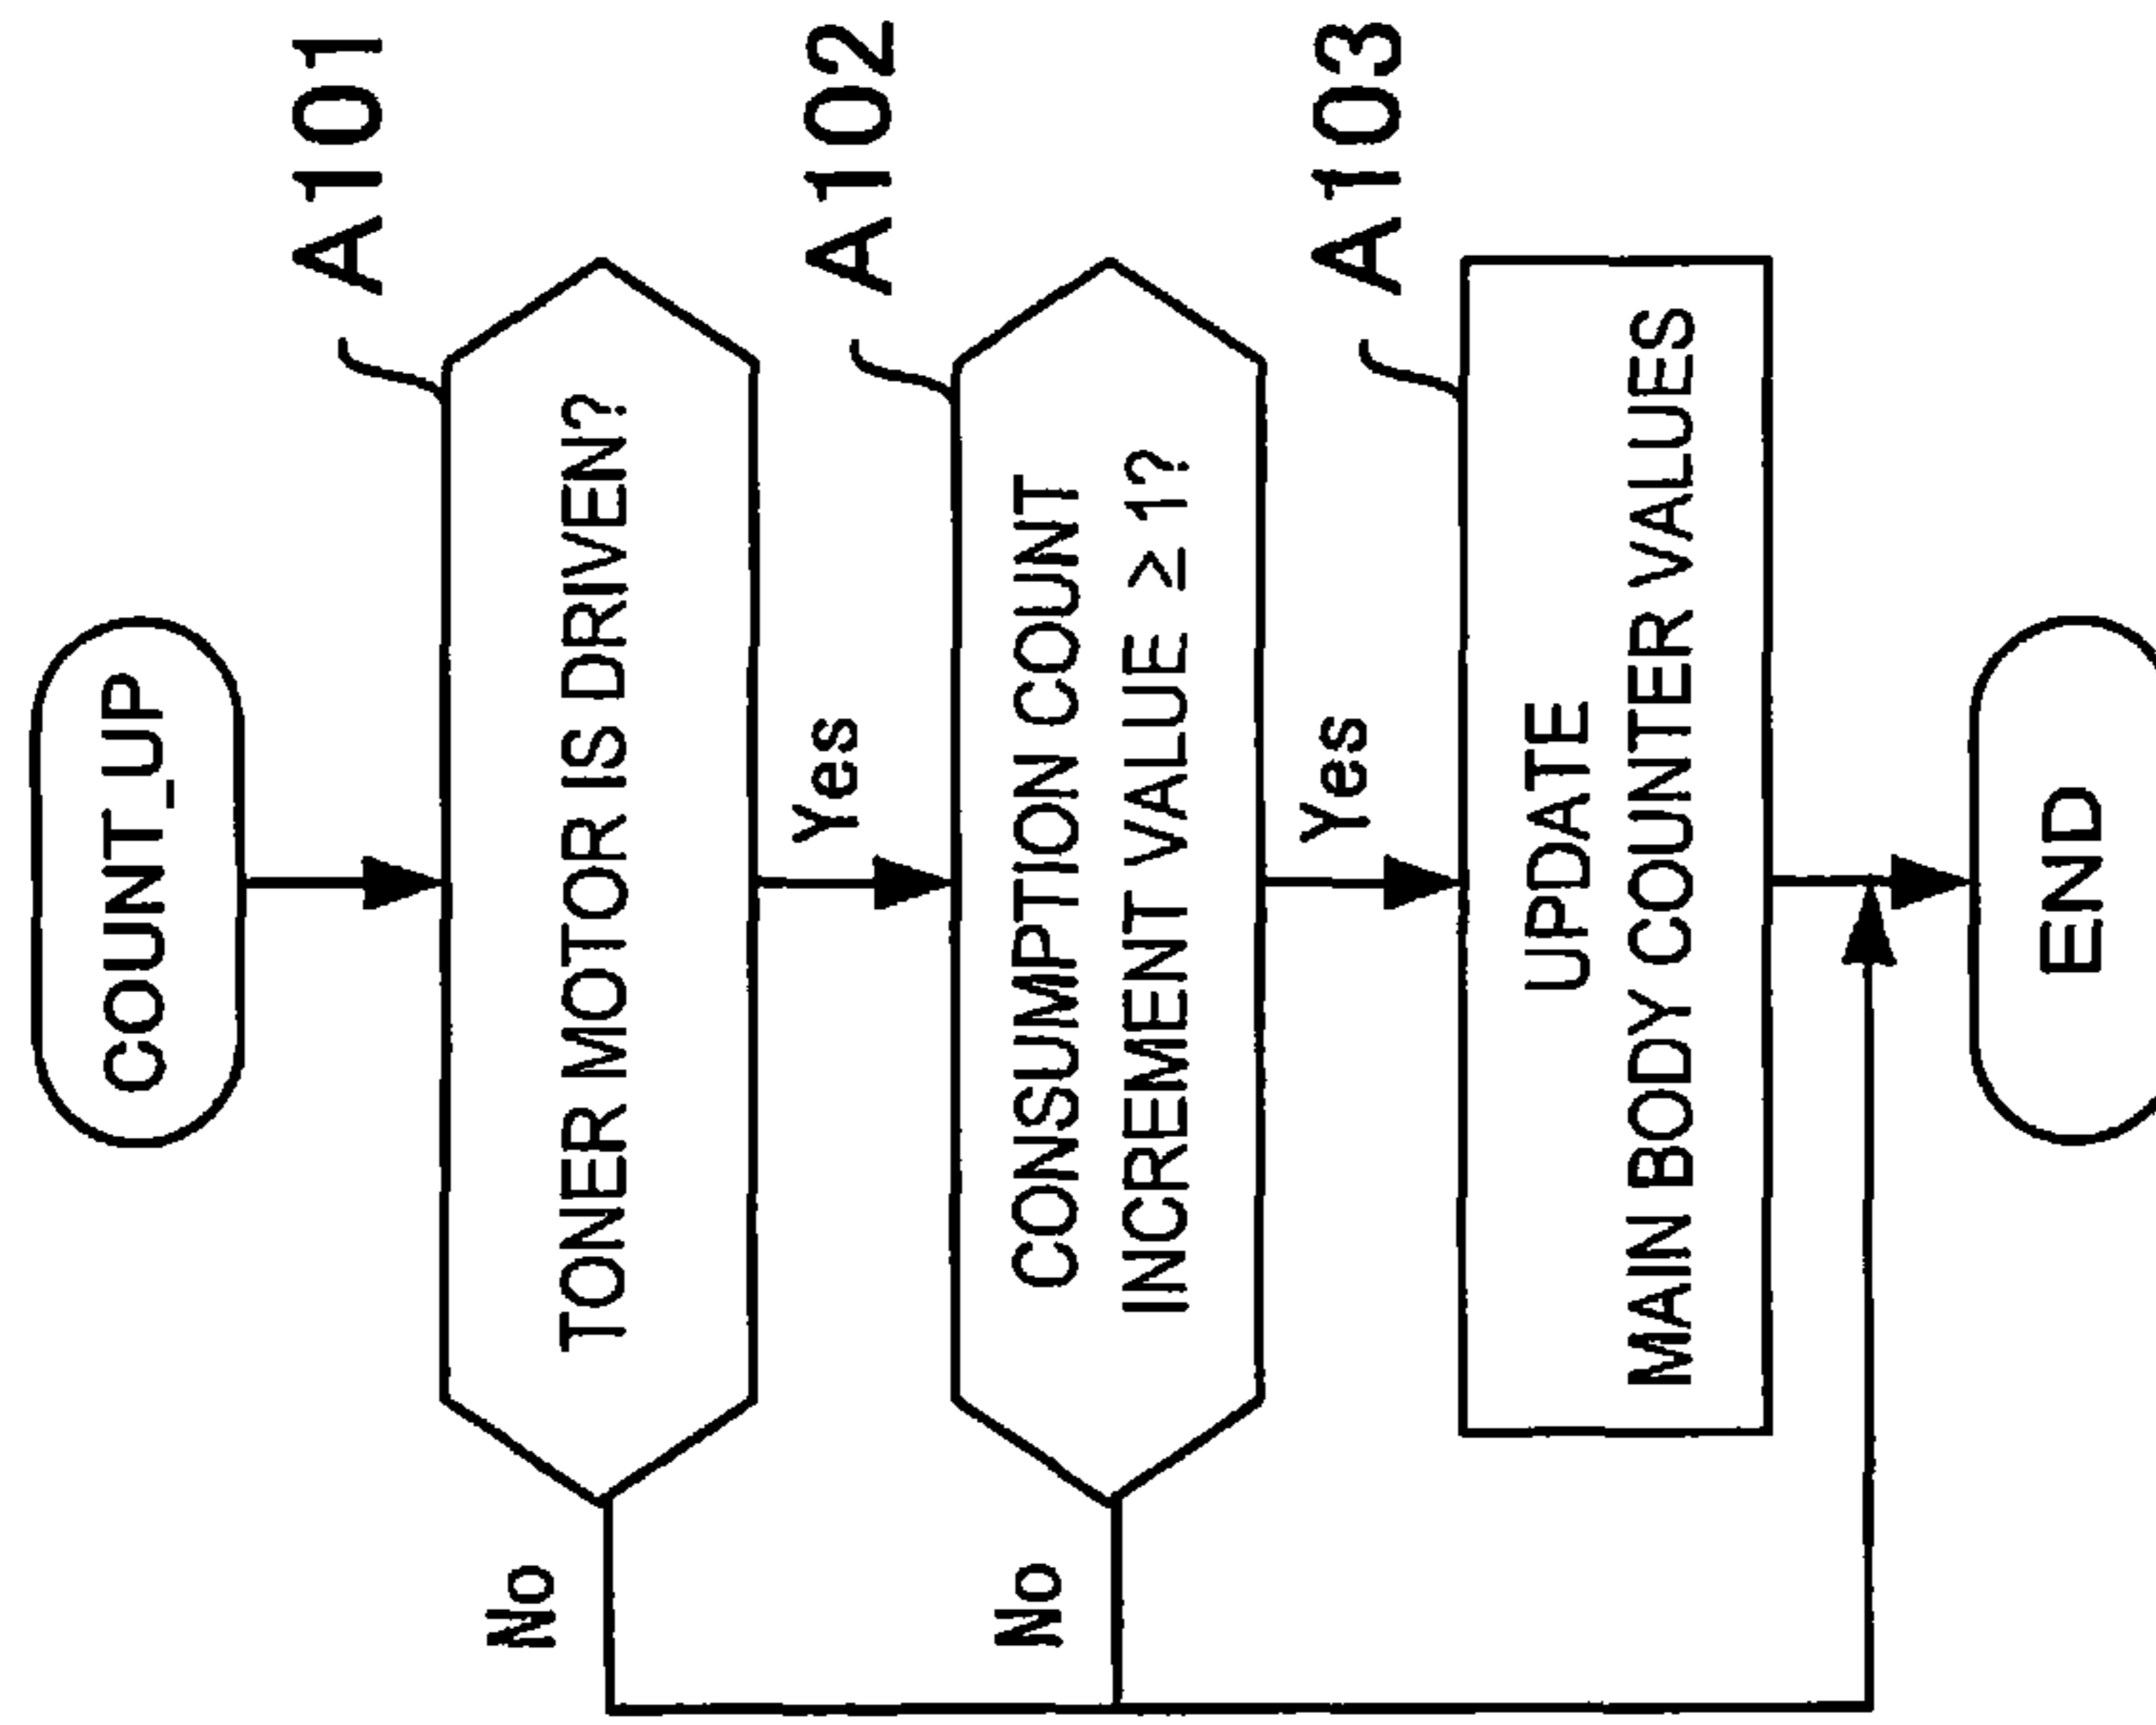 COUNT_UP
A101
TONER MOTOR IS DRIVEN?
No
Yes
A102
CONSUMPTION COUNT
INCREMENT VALUE ≥ 1?
No
Yes
A103
UPDATE
MAIN BODY COUNTER VALUES
END